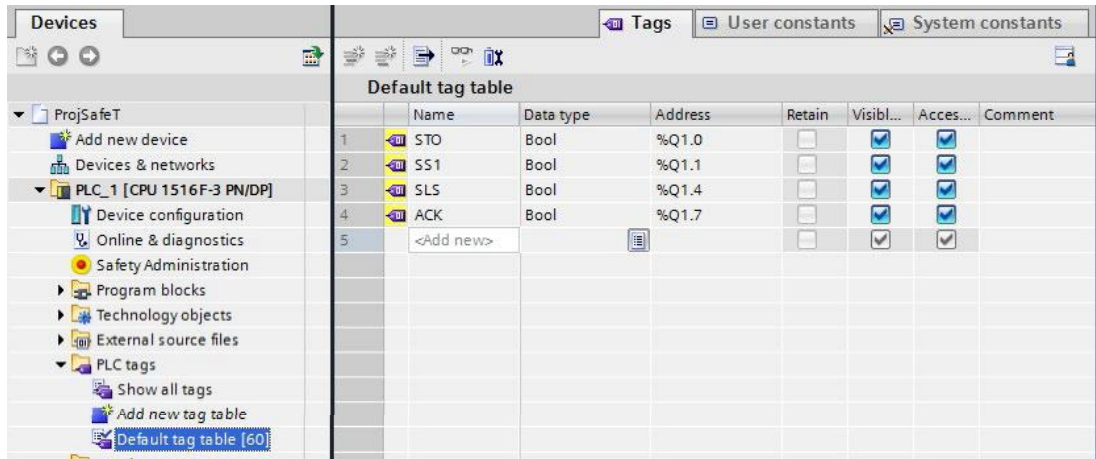 Devices
Tags
User constants
System constants
Default tag table
Name Data type Address Retain Visibl... Acces... Comment
1 STO Bool %Q1.0
2 SS1 Bool %Q1.1
3 SLS Bool %Q1.4
4 ACK Bool %Q1.7
5 <Add new>
ProjSafeT
Add new device
Devices & networks
PLC_1 [CPU 1516F-3 PN/DP]
Device configuration
Online & diagnostics
Safety Administration
Program blocks
Technology objects
External source files
PLC tags
Show all tags
Add new tag table
Default tag table [60]